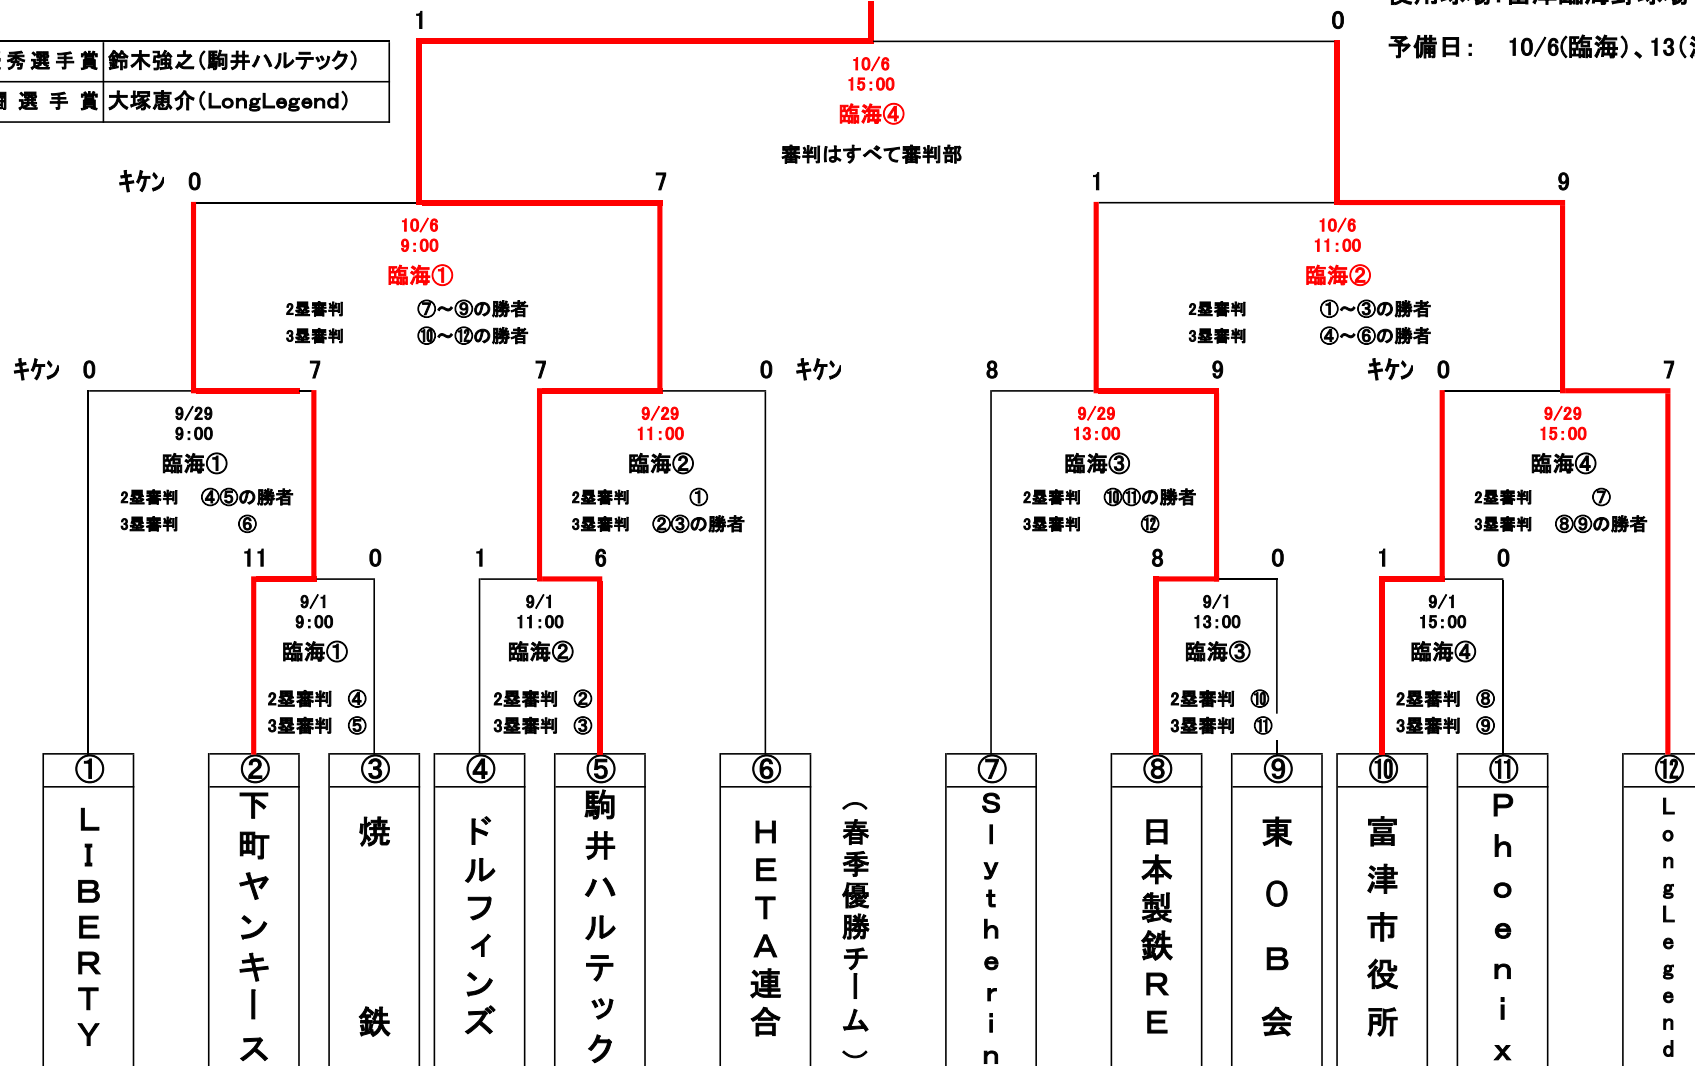 1
0
予備日： 10/6(臨海)、13(
秀選手賞 鈴木強之(駒井ハルテック)
選手賞 大塚恵介(LongLegend)
10/6
15:00
臨海④
審判はすべて審判部
キケン 0
7
1
9
10/6
9:00
臨海①
2塁審判 ⑦～⑨の勝者
3塁審判 ⑩～⑫の勝者
10/6
11:00
臨海②
2塁審判 ①～③の勝者
3塁審判 ④～⑥の勝者
キケン 0
7
7
0 キケン
8
9
キケン 0
7
9/29
9:00
臨海①
2塁審判 ④⑤の勝者
3塁審判 ⑥
9/29
11:00
臨海②
2塁審判 ①
3塁審判 ②③の勝者
9/29
13:00
臨海③
2塁審判 ⑩⑪の勝者
3塁審判 ⑫
9/29
15:00
臨海④
2塁審判 ⑦
3塁審判 ⑧⑨の勝者
11
0
1
6
8
0
1
0
9/1
9:00
臨海①
2塁審判 ④
3塁審判 ⑤
9/1
11:00
臨海②
2塁審判 ②
3塁審判 ③
9/1
13:00
臨海③
2塁審判 ⑩
3塁審判 ⑪
9/1
15:00
臨海④
2塁審判 ⑧
3塁審判 ⑨
①
LIBERTY
②
下町ヤンキース
③
焼鉄
④
ドルフィンズ
⑤
駒井ハルテック
⑥
HETA連合
(春季優勝チーム)
⑦
Slytherin
⑧
日本製鉄RE
⑨
東OB会
⑩
富津市役所
⑪
Phoenix
⑫
LongLegend